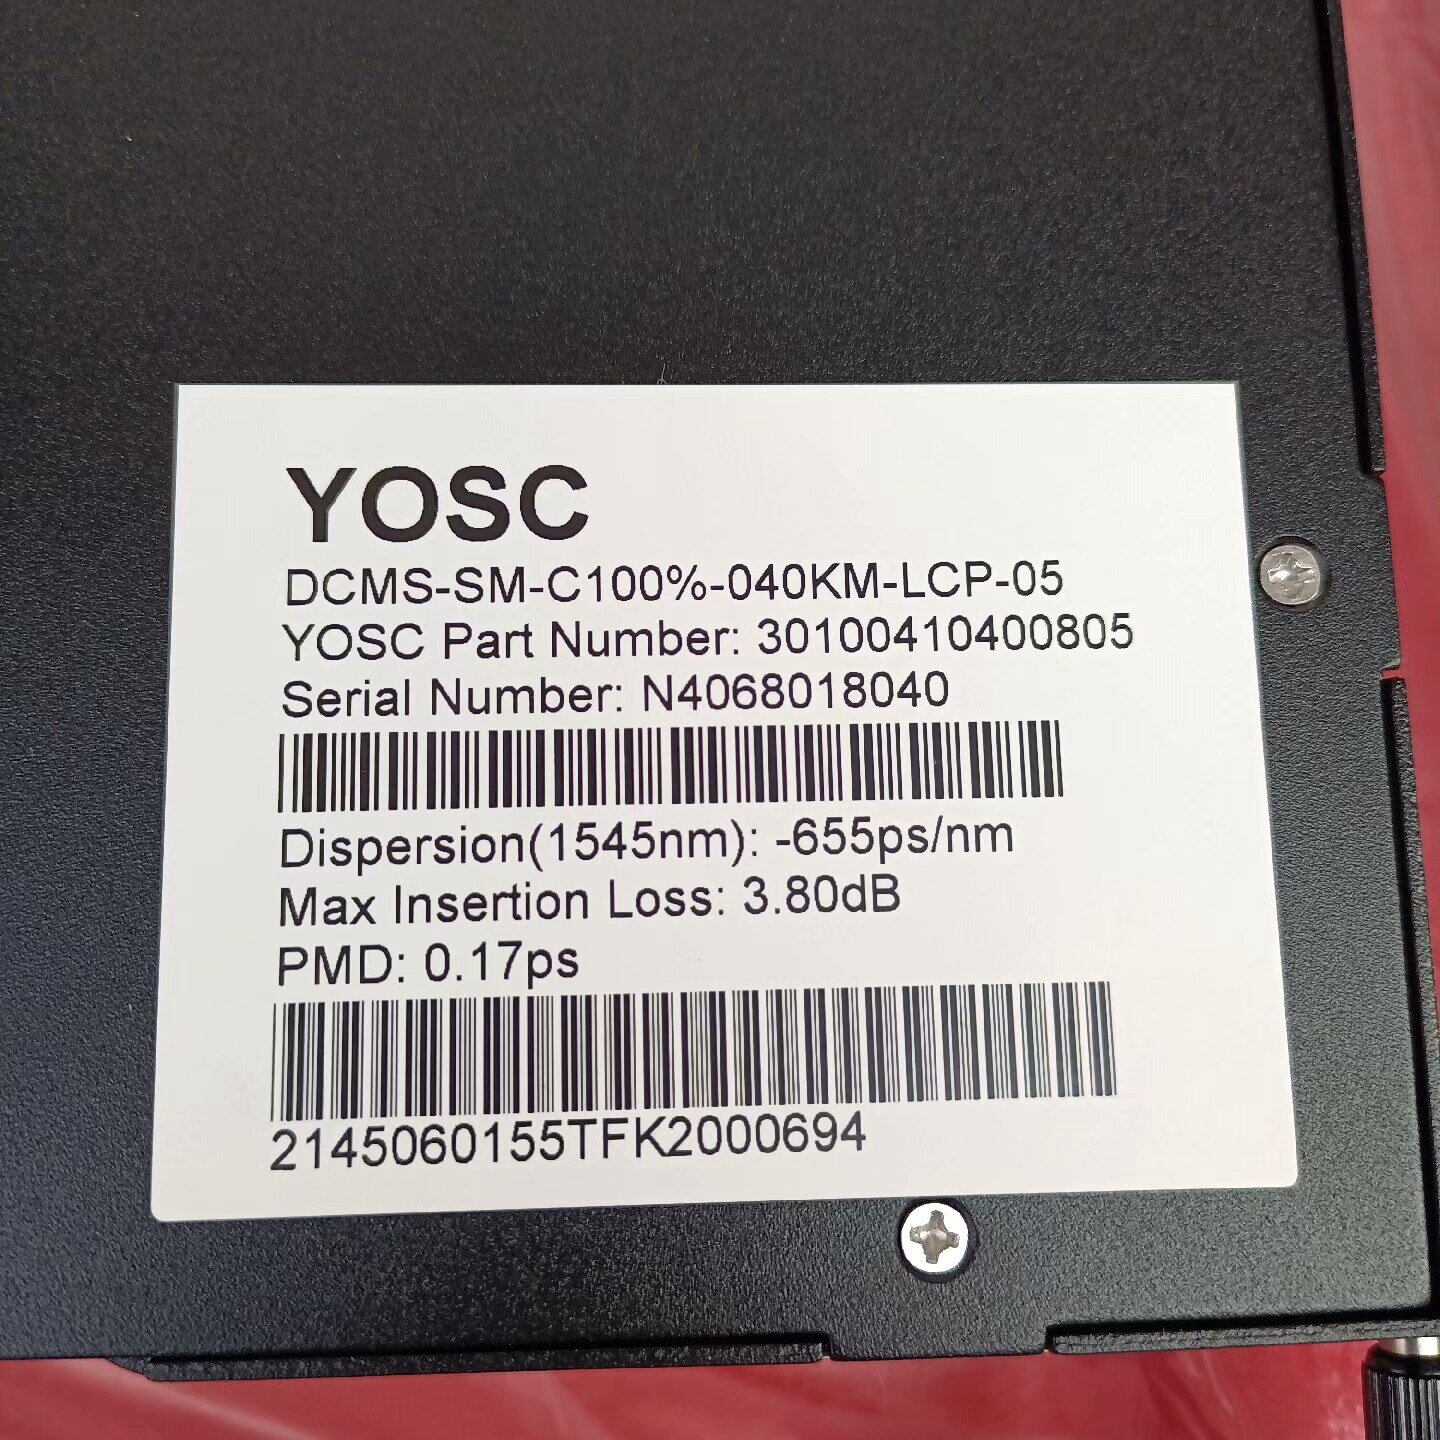 YOSC
DCMS-SM-C100%-040KM-LCP-05
YOSC Part Number: 30100410400805
Serial Number: N4068018040
Dispersion(1545nm): -655ps/nm
Max Insertion Loss: 3.80dB
PMD: 0.17ps
2145060155TFK2000694